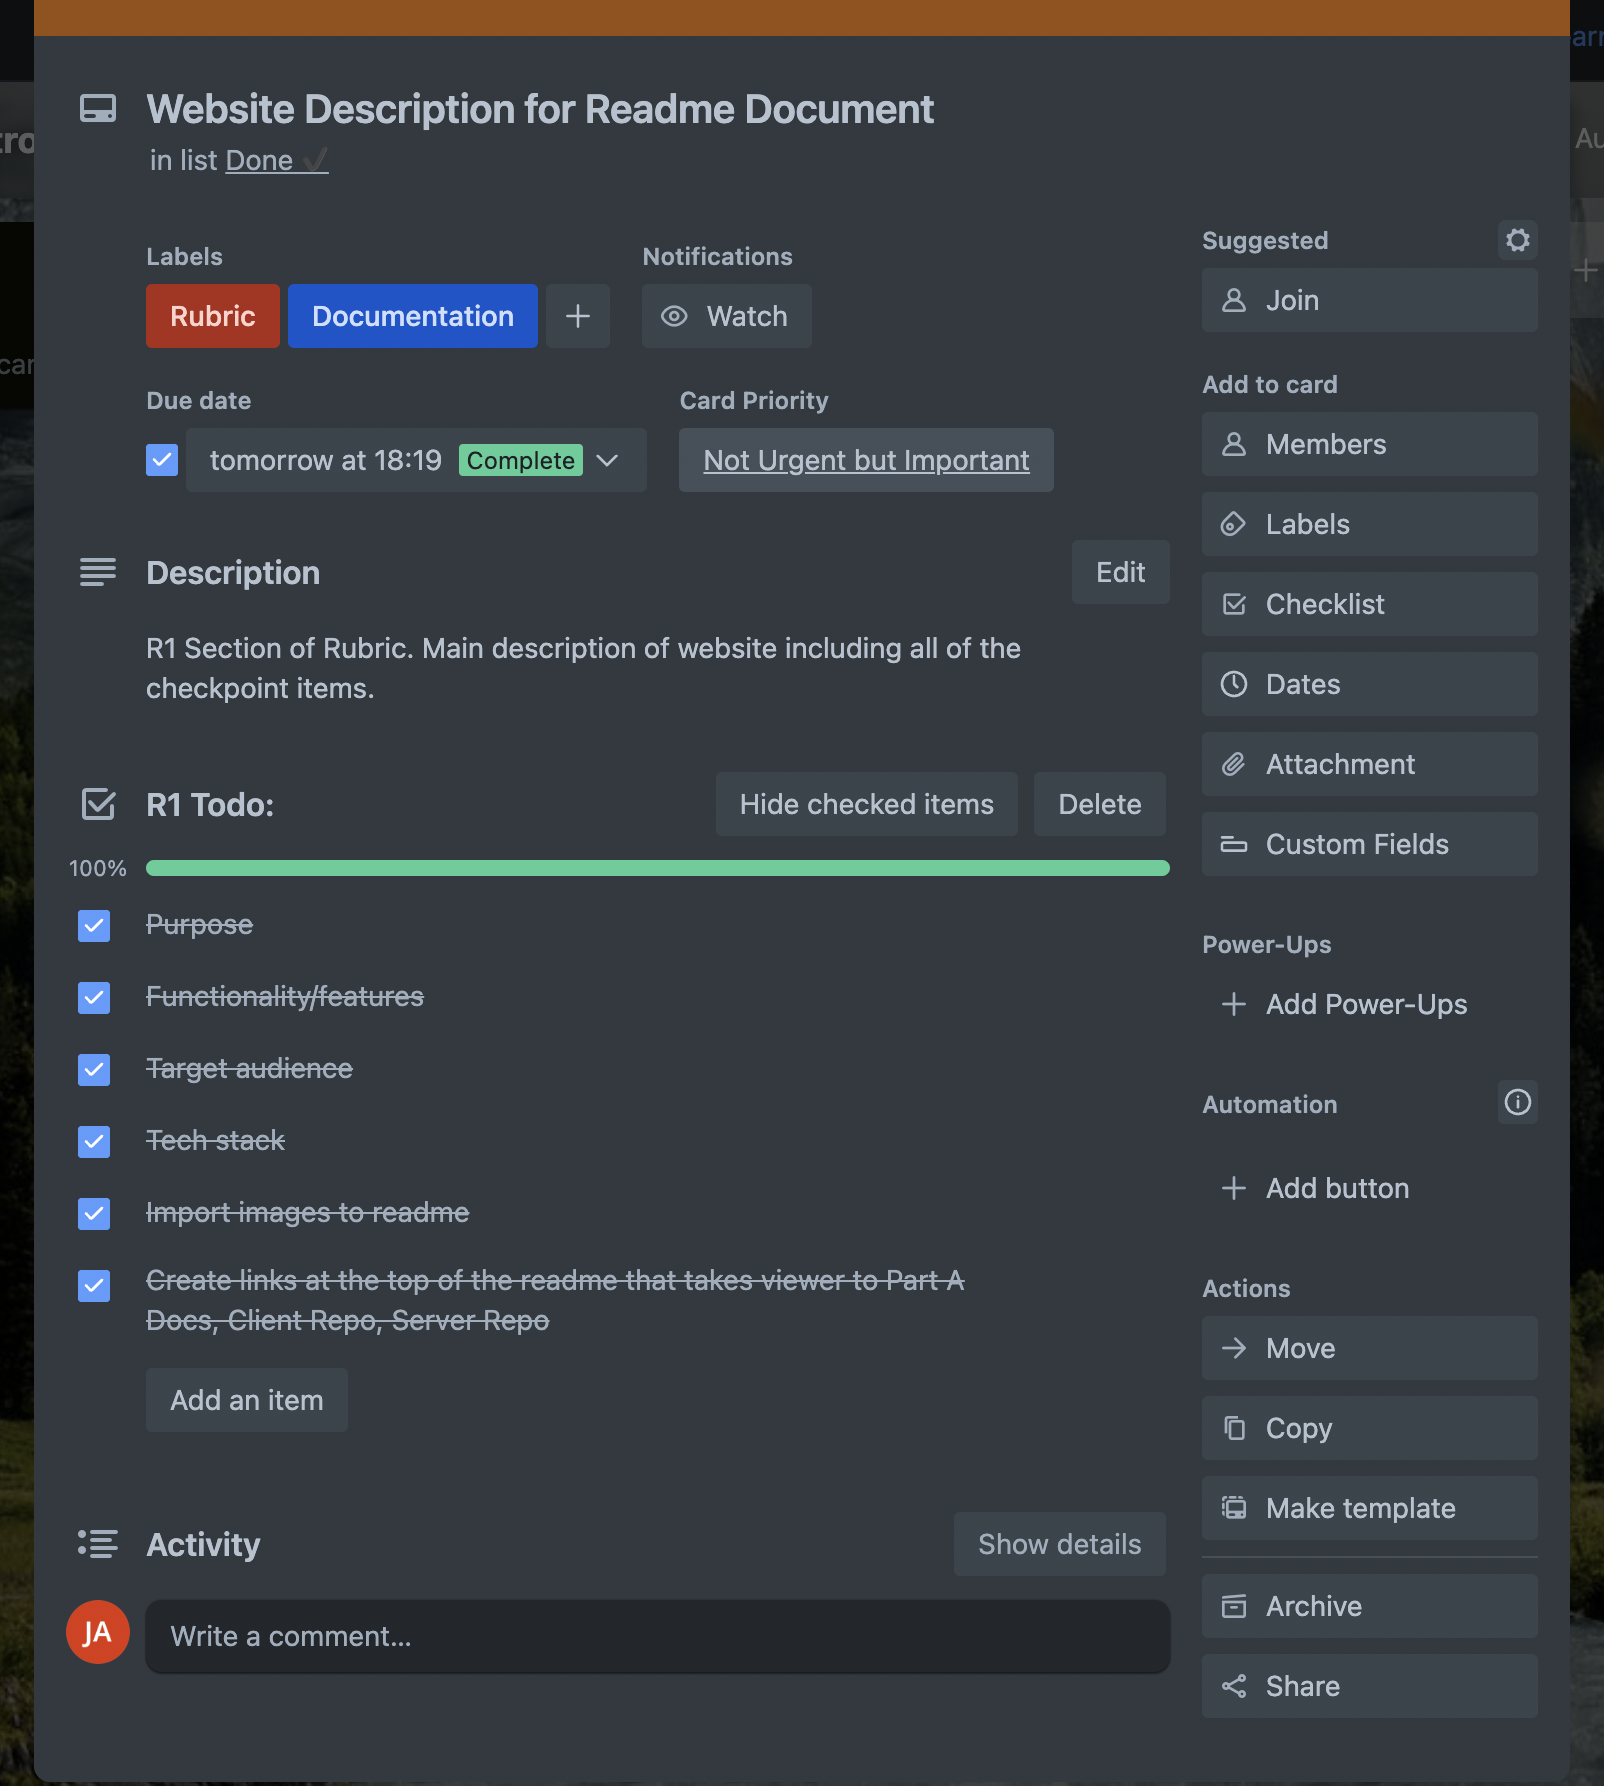 Website Description for Readme Document
in list Done ✔
Labels
Notifications
Rubric
Documentation
Watch
Due date
Card Priority
tomorrow at 18:19 Complete
Not Urgent but Important
Description
Edit
R1 Section of Rubric. Main description of website including all of the
checkpoint items.
R1 Todo:
Hide checked items
Delete
100%
Purpose
Functionality/features
Target audience
Tech stack
Import images to readme
Create links at the top of the readme that takes viewer to Part A
Docs, Client Repo, Server Repo
Add an item
Activity
Show details
JA
Write a comment...
Suggested
Join
Add to card
Members
Labels
Checklist
Dates
Attachment
Custom Fields
Power-Ups
Add Power-Ups
Automation
Add button
Actions
Move
Copy
Make template
Archive
Share